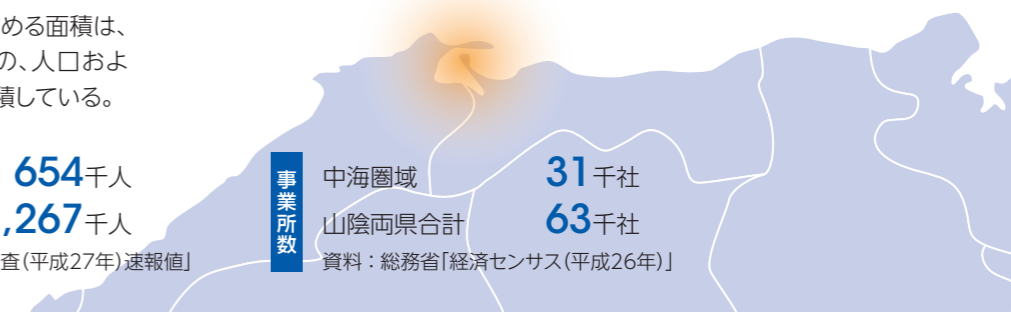 める面積は、
の、人口およ
積している。
654千人
,267千人
査(平成27年)速報値」
事業所数
中海圏域 31千社
山陰両県合計 63千社
資料：総務省「経済センサス(平成26年)」